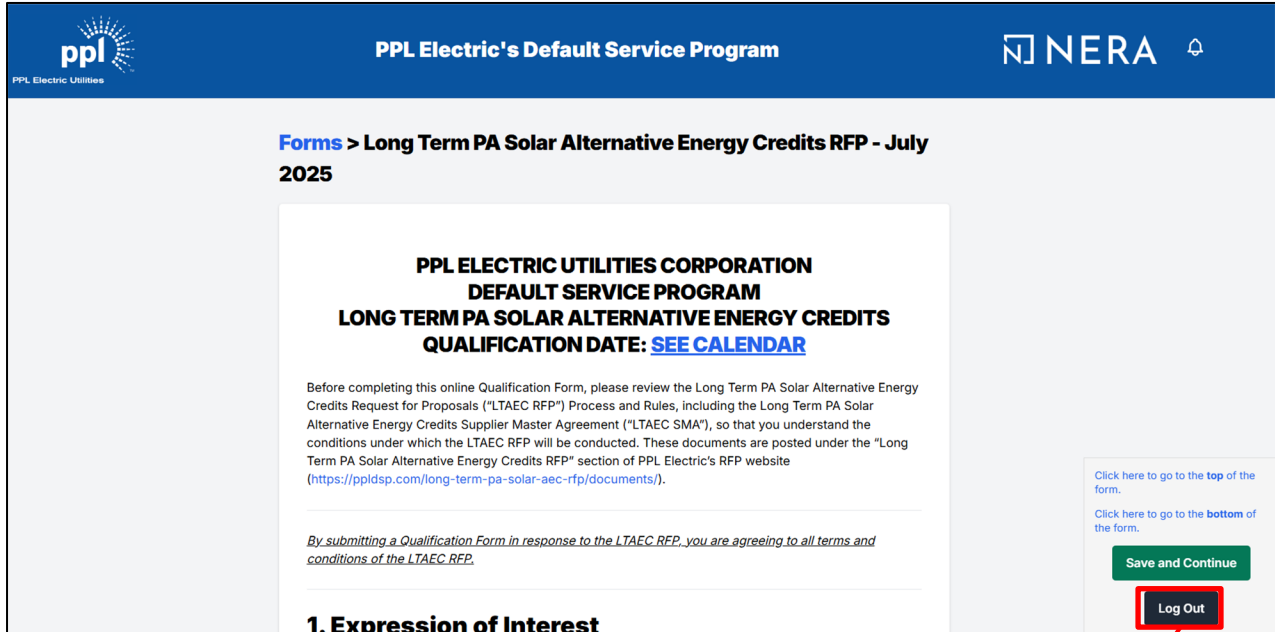 ppl
PPL Electric Utilities
PPL Electric's Default Service Program
NERA
Forms > Long Term PA Solar Alternative Energy Credits RFP - July
2025
PPL ELECTRIC UTILITIES CORPORATION
DEFAULT SERVICE PROGRAM
LONG TERM PA SOLAR ALTERNATIVE ENERGY CREDITS
QUALIFICATION DATE: SEE CALENDAR
Before completing this online Qualification Form, please review the Long Term PA Solar Alternative Energy
Credits Request for Proposals (“LTAEC RFP”) Process and Rules, including the Long Term PA Solar
Alternative Energy Credits Supplier Master Agreement (“LTAEC SMA”), so that you understand the
conditions under which the LTAEC RFP will be conducted. These documents are posted under the “Long
Term PA Solar Alternative Energy Credits RFP” section of PPL Electric’s RFP website
(https://ppldsp.com/long-term-pa-solar-aec-rfp/documents/).
By submitting a Qualification Form in response to the LTAEC RFP, you are agreeing to all terms and
conditions of the LTAEC RFP.
1. Expression of Interest
Click here to go to the top of the
form.
Click here to go to the bottom of
the form.
Save and Continue
Log Out